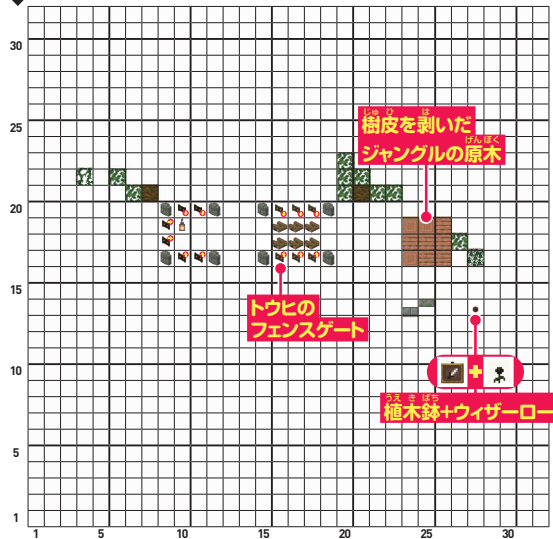 30
25
20
15
10
5
1
1 5 10 15 20 25 30
じゅ ひ は
樹皮を剥いだ
げんぼく
ジャングルの原木
トウヒの
フェンスゲート
うえ き ばち
植木鉢+ウィザーロー